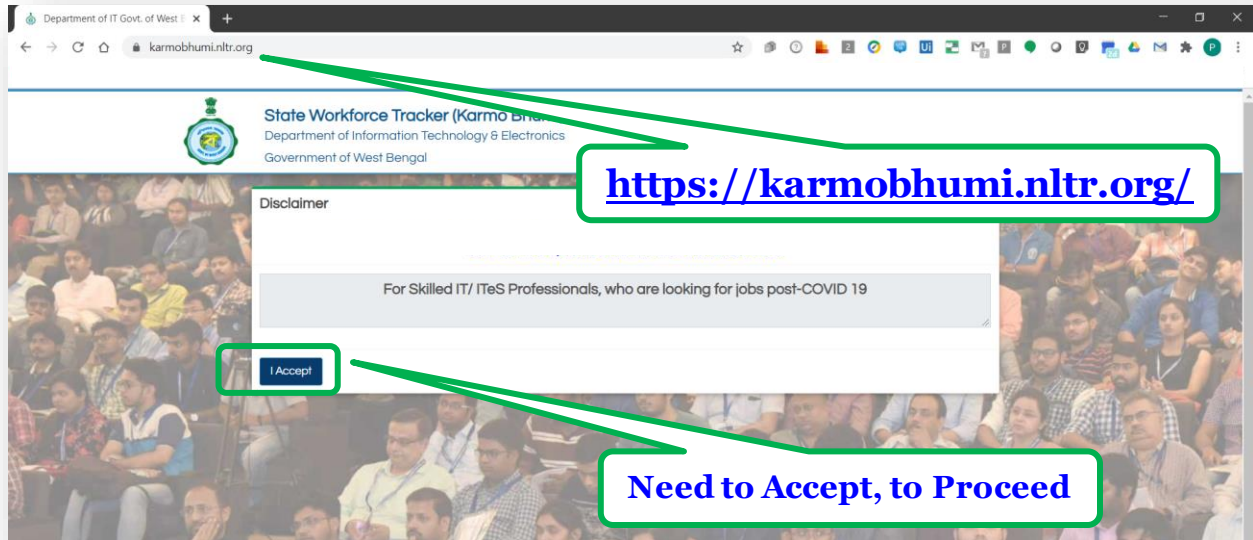 Department of IT Govt. of West
karmobhumi.nltr.org
State Workforce Tracker (Karmo
Department of Information Technology & Electronics
Government of West Bengal
https://karmobhumi.nltr.org/
Disclaimer
For Skilled IT/ ITeS Professionals, who are looking for jobs post-COVID 19
I Accept
Need to Accept, to Proceed